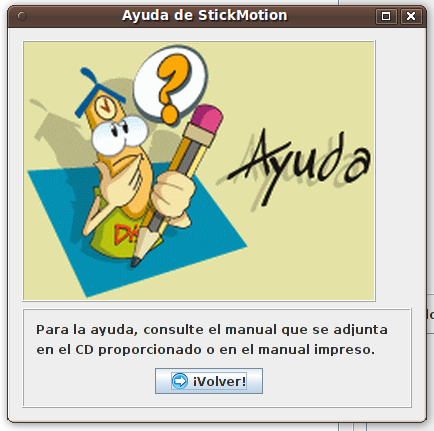 Ayuda de StickMotion
?
Ayuda
Para la ayuda, consulte el manual que se adjunta
en el CD proporcionado o en el manual impreso.
¡Volver!